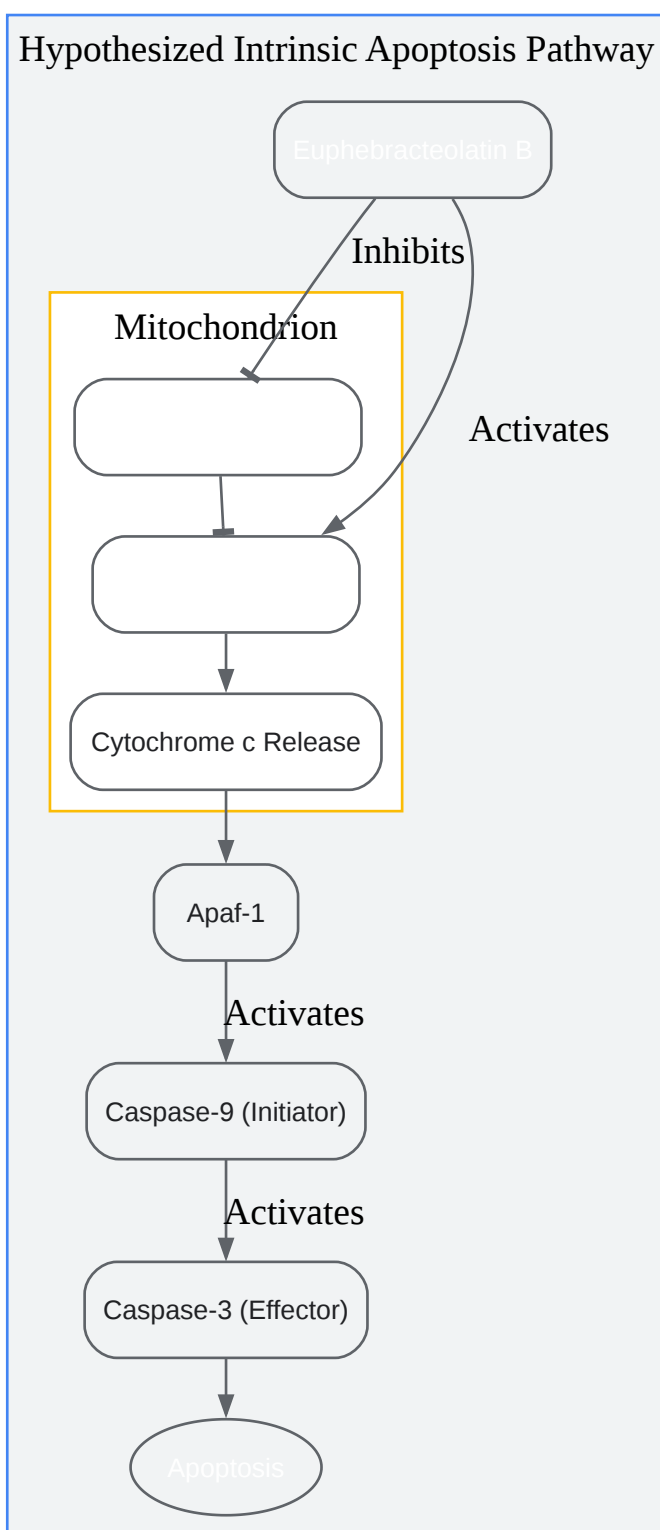 Hypothesized Intrinsic Apoptosis Pathway
Euphebracteolatin B
Inhibits
Mitochondrion
Activates
Cytochrome c Release
Apaf-1
Activates
Caspase-9 (Initiator)
Activates
Caspase-3 (Effector)
Apoptosis